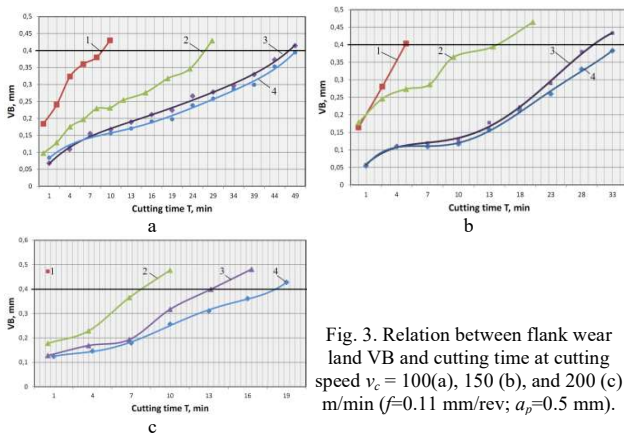 0,5
0,45
0,4
0,35
0,3
0,25
0,2
0,15
0,1
0,05
0
VB, mm
1
2
3
4
1 2 4 6 7 8 10 13 16 19 24 29 34 39 44 49
Cutting time T, min
a
0,5
0,45
0,4
0,35
0,3
0,25
0,2
0,15
0,1
0,05
0
VB, mm
1
2
3
4
1 4 7 10 13 18 23 28 33
Cutting time T, min
b
0,6
0,5
0,4
0,3
0,2
0,1
0
VB, mm
1
2
3
4
1 4 7 10 13 16 19
Cutting time T, min
c
Fig. 3. Relation between flank wear
land VB and cutting time at cutting
speed v_c = 100(a), 150 (b), and 200 (c)
m/min (f=0.11 mm/rev; a_p=0.5 mm).